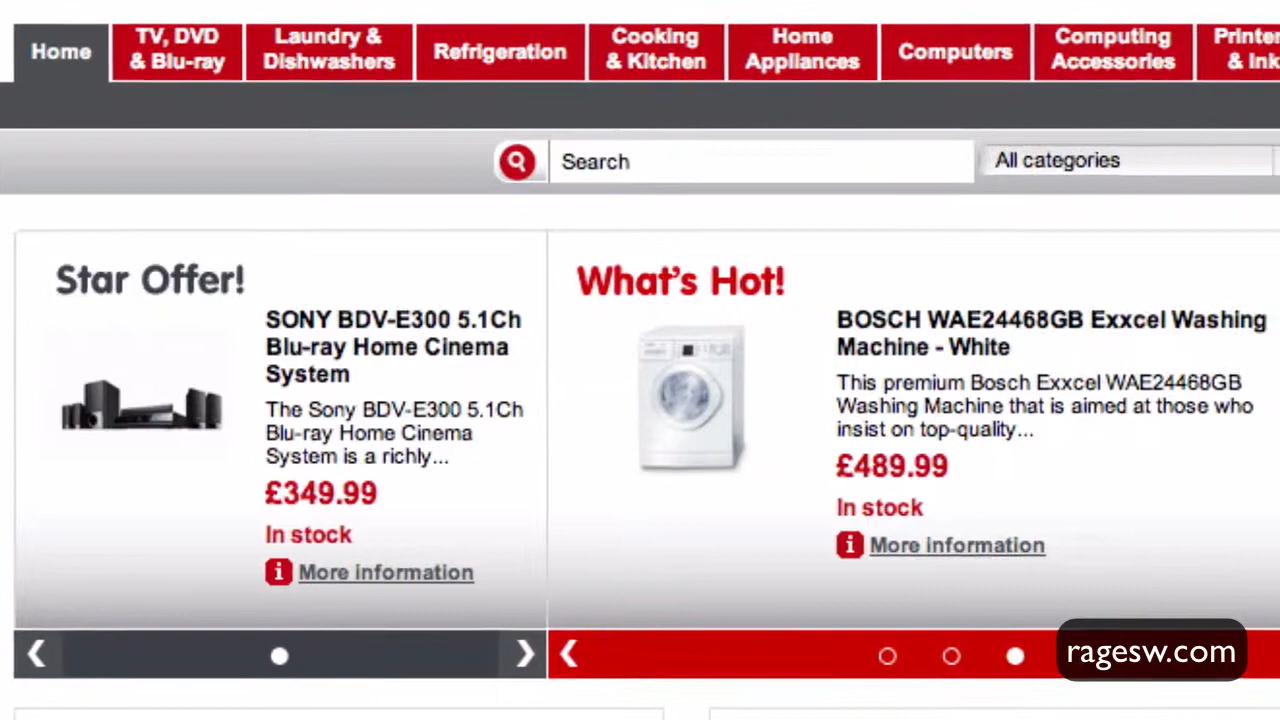 Home
TV, DVD
& Blu-ray
Laundry &
Dishwashers
Refrigeration
Cooking
& Kitchen
Home
Appliances
Computers
Computing
Accessories
& Ink
Search
All categories
Star Offer!
SONY BDV-E300 5.1Ch
Blu-ray Home Cinema
System
The Sony BDV-E300 5.1Ch
Blu-ray Home Cinema
System is a richly...
£349.99
In stock
i More information
What's Hot!
BOSCH WAE24468GB Exxcel Washing
Machine - White
This premium Bosch Exxcel WAE24468GB
Washing Machine that is aimed at those who
insist on top-quality...
£489.99
In stock
i More information
ragesw.com